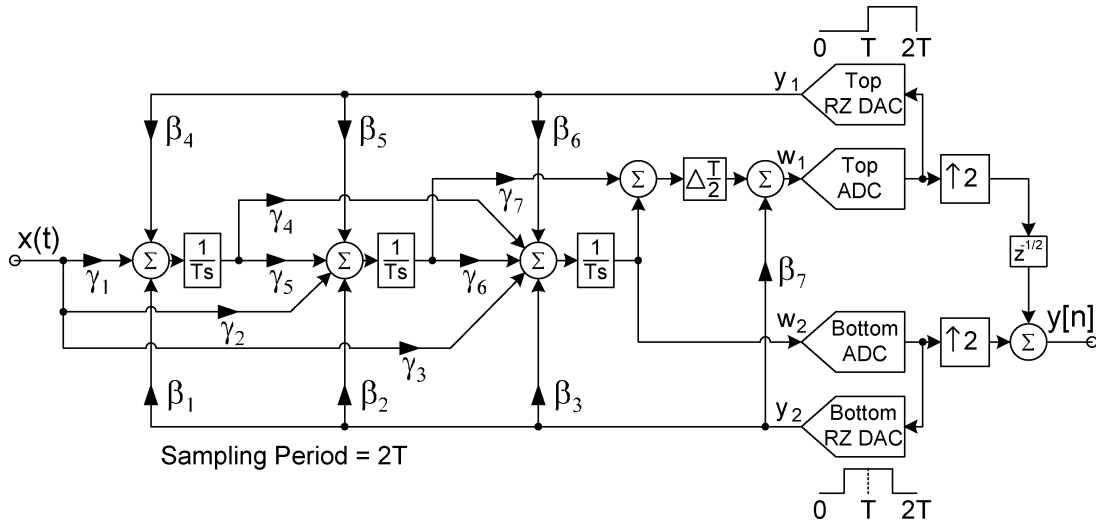 0 T 2T
y1 Top RZ DAC
β4 β5 β6
w1 Top ADC ↑2
Σ Δ T/2 Σ
γ7
γ4
x(t) γ1 Σ 1/Ts γ5 Σ 1/Ts γ6 Σ 1/Ts
z-1/2
β7
γ2
γ3
w2 Bottom ADC ↑2 Σ y[n]
β1 β2 β3
y2 Bottom RZ DAC
Sampling Period = 2T
0 T 2T